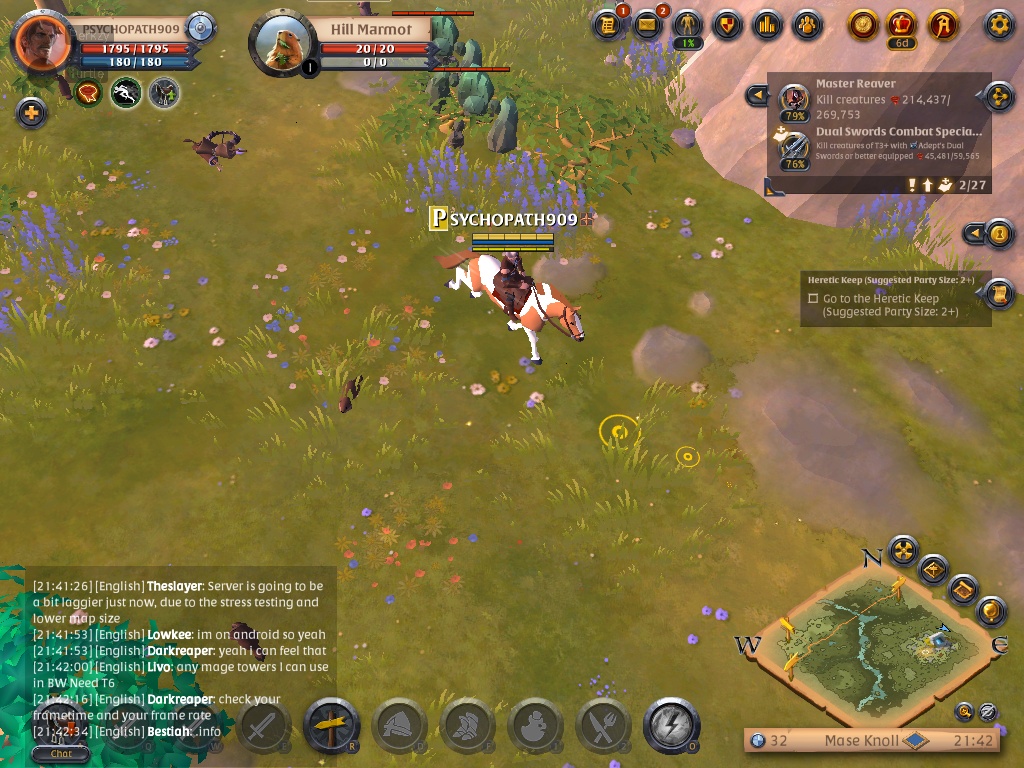 PSYCHOPATH909
1795/1795
180/180
Hill Marmot
20/20
0/0
I
1
2
1%
6d
Master Reaver
Kill creatures 214,437/
269,753
79%
Dual Swords Combat Specia...
Kill creatures of T3+ with Adept's Dual
Swords or better equipped 45,481/59,565
76%
2/27
PSYCHOPATH909
Heretic Keep (Suggested Party Size: 2+)
Go to the Heretic Keep
(Suggested Party Size: 2+)
[21:41:26] [English] Theslayer: Server is going to be
a bit laggier just now, due to the stress testing and
lower map size
[21:41:53] [English] Lowkee: im on android so yeah
[21:41:53] [English] Darkreaper: yeah i can feel that
[21:42:00] [English] Livo: any mage towers I can use
in BW Need T6
[21:42:16] [English] Darkreaper: check your
frametime and your frame rate
[21:42:34] [English] Bestiah: .info
Chat
Q
W
E
R
D
F
1
2
O
N
W
E
32
Mase Knoll
21:42